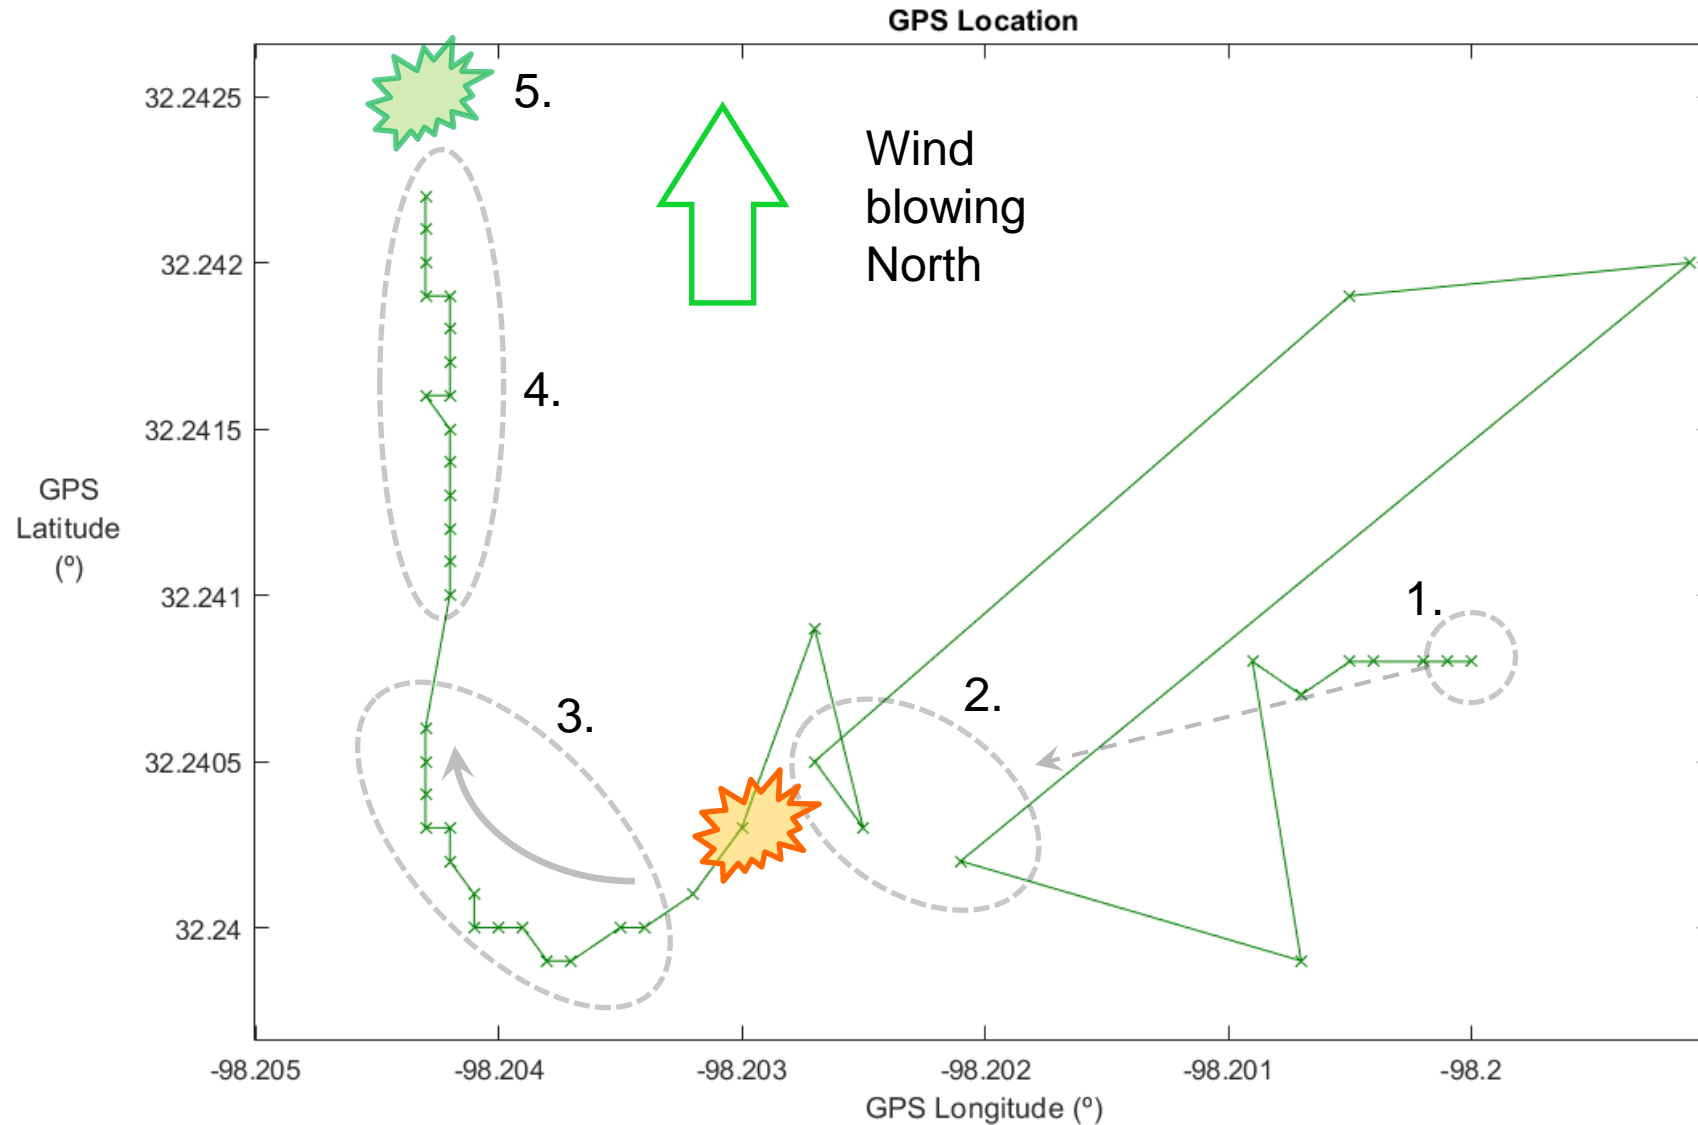 GPS Location
5.
32.2425
Wind
blowing
North
32.242
4.
32.2415
GPS
Latitude
(º)
32.241
1.
2.
3.
32.2405
32.24
-98.205
-98.204
-98.203
-98.202
-98.201
-98.2
GPS Longitude (º)